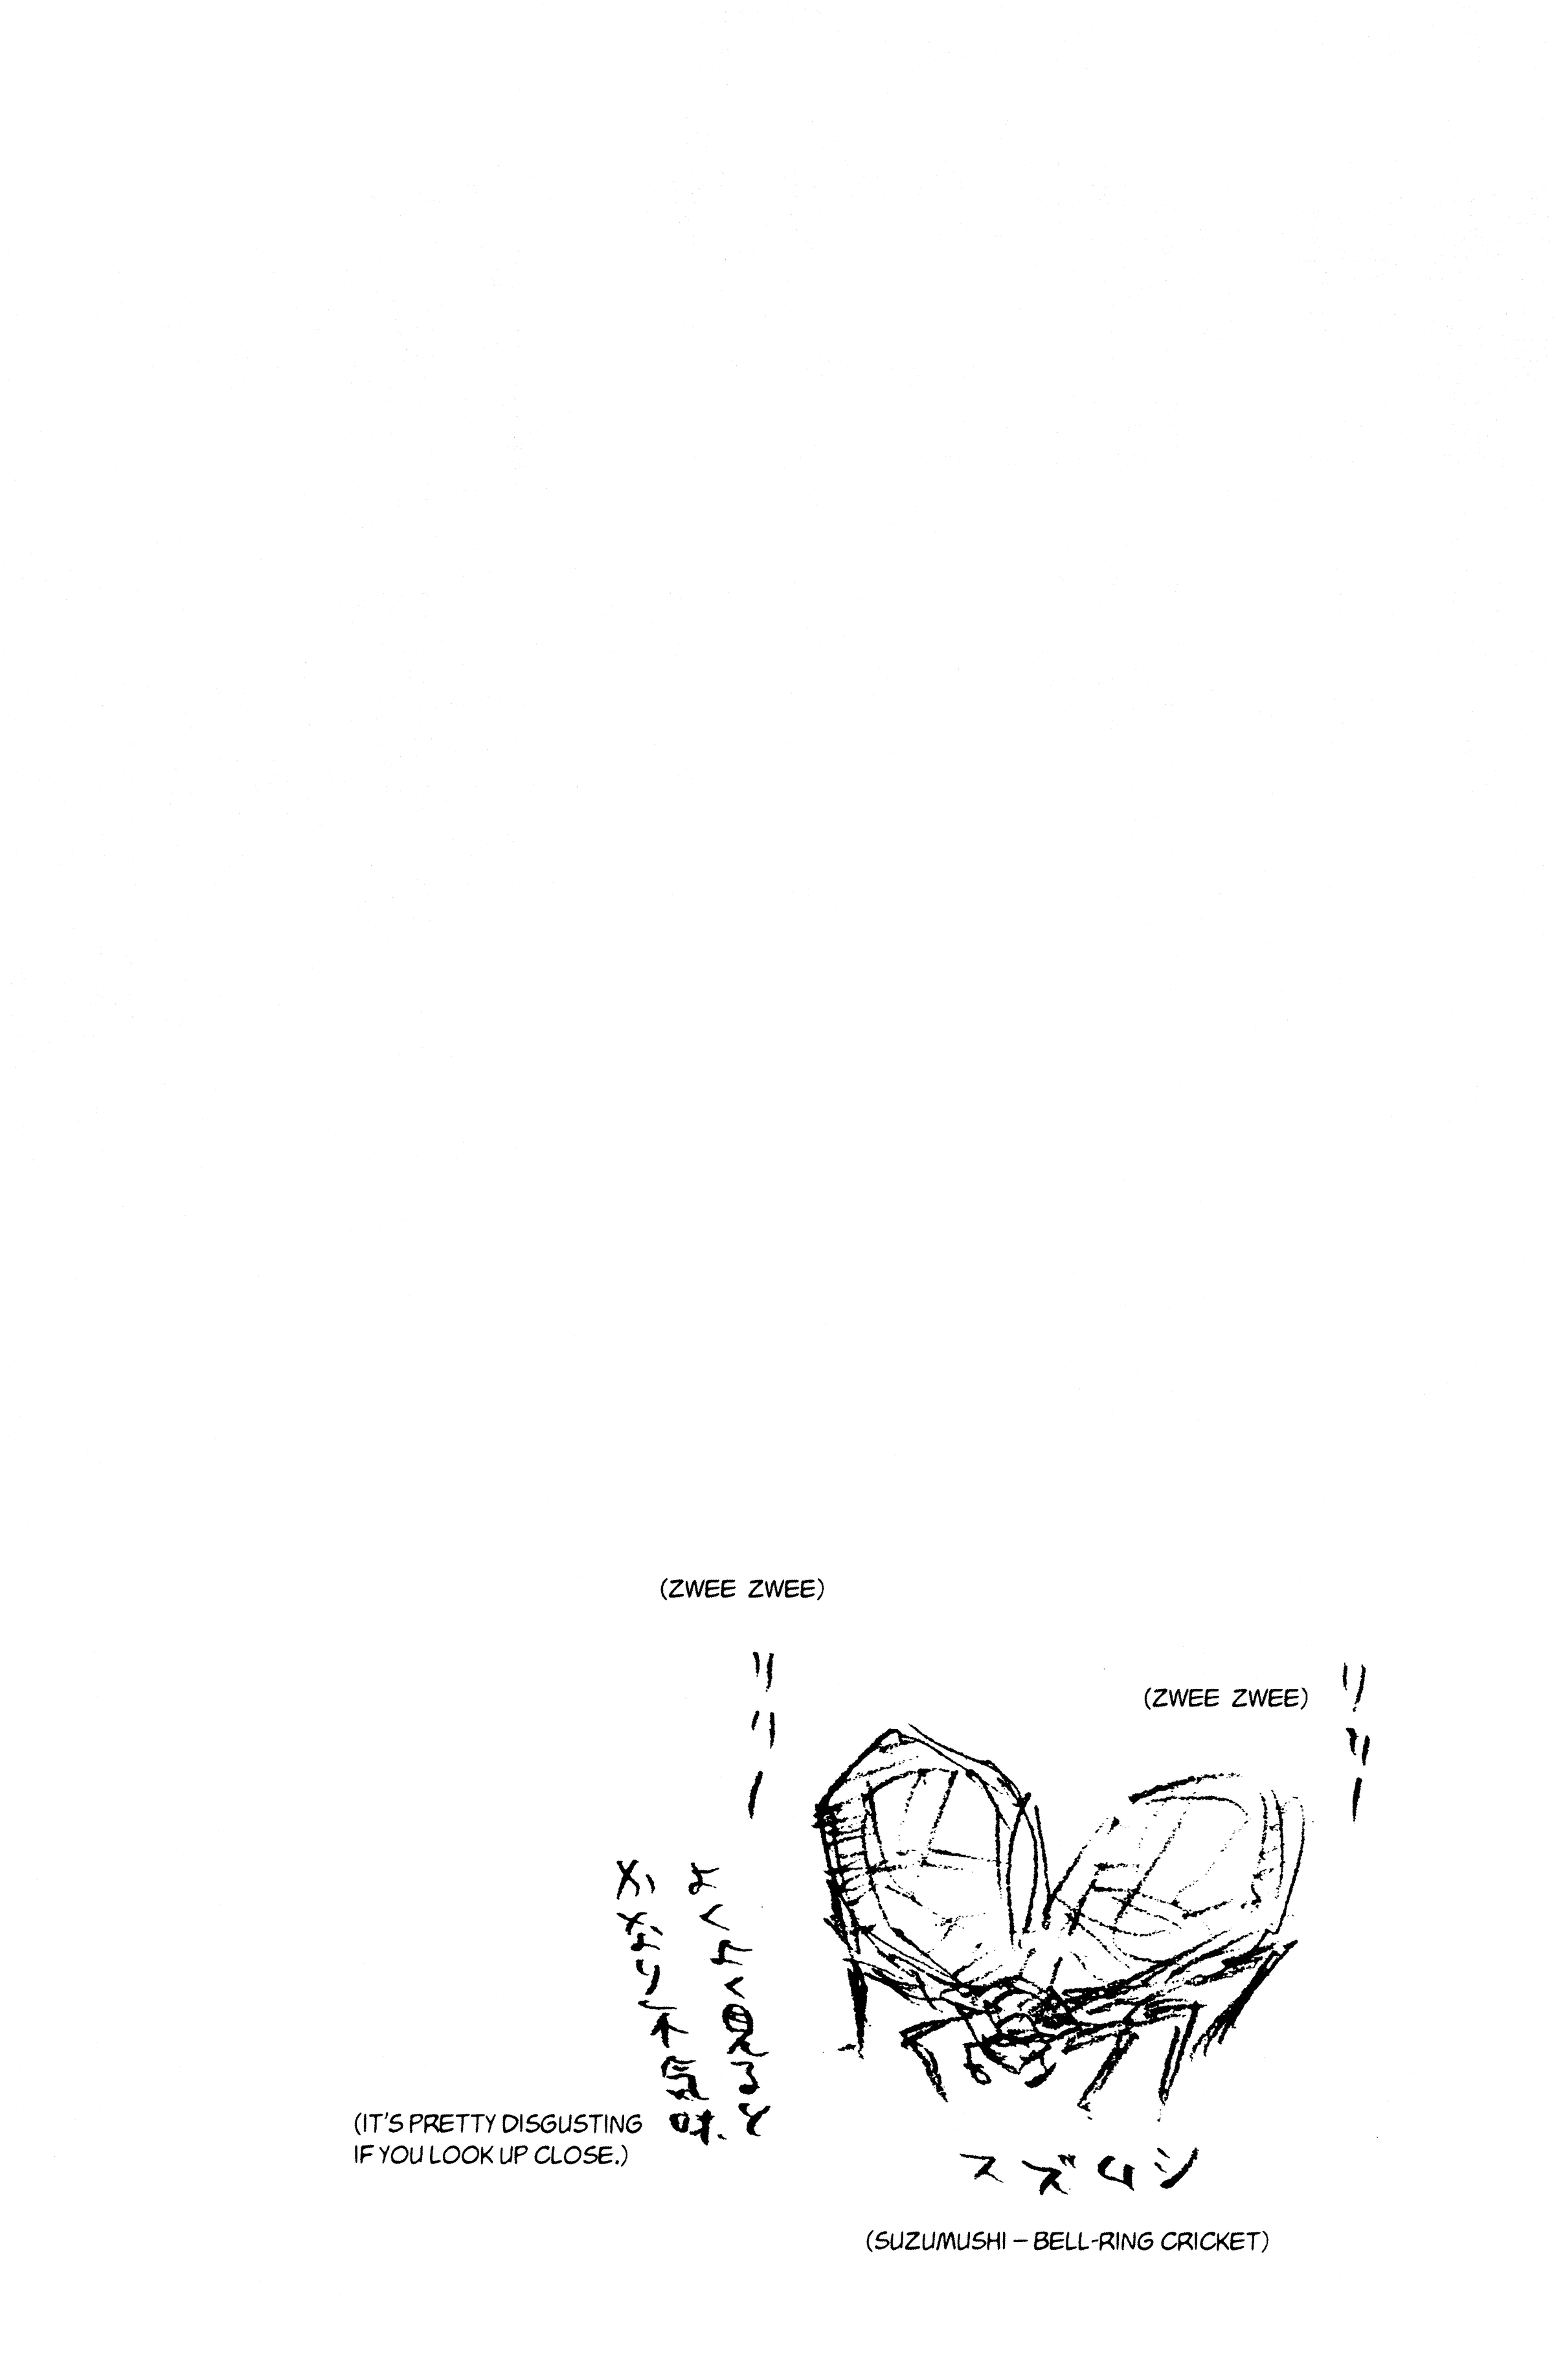 (ZWEE ZWEE)
リリー
(ZWEE ZWEE)
リリー
よくよく見ると
かなり不気味。
(IT'S PRETTY DISGUSTING
IF YOU LOOK UP CLOSE.)
スズムシ
(SUZUMUSHI – BELL-RING CRICKET)